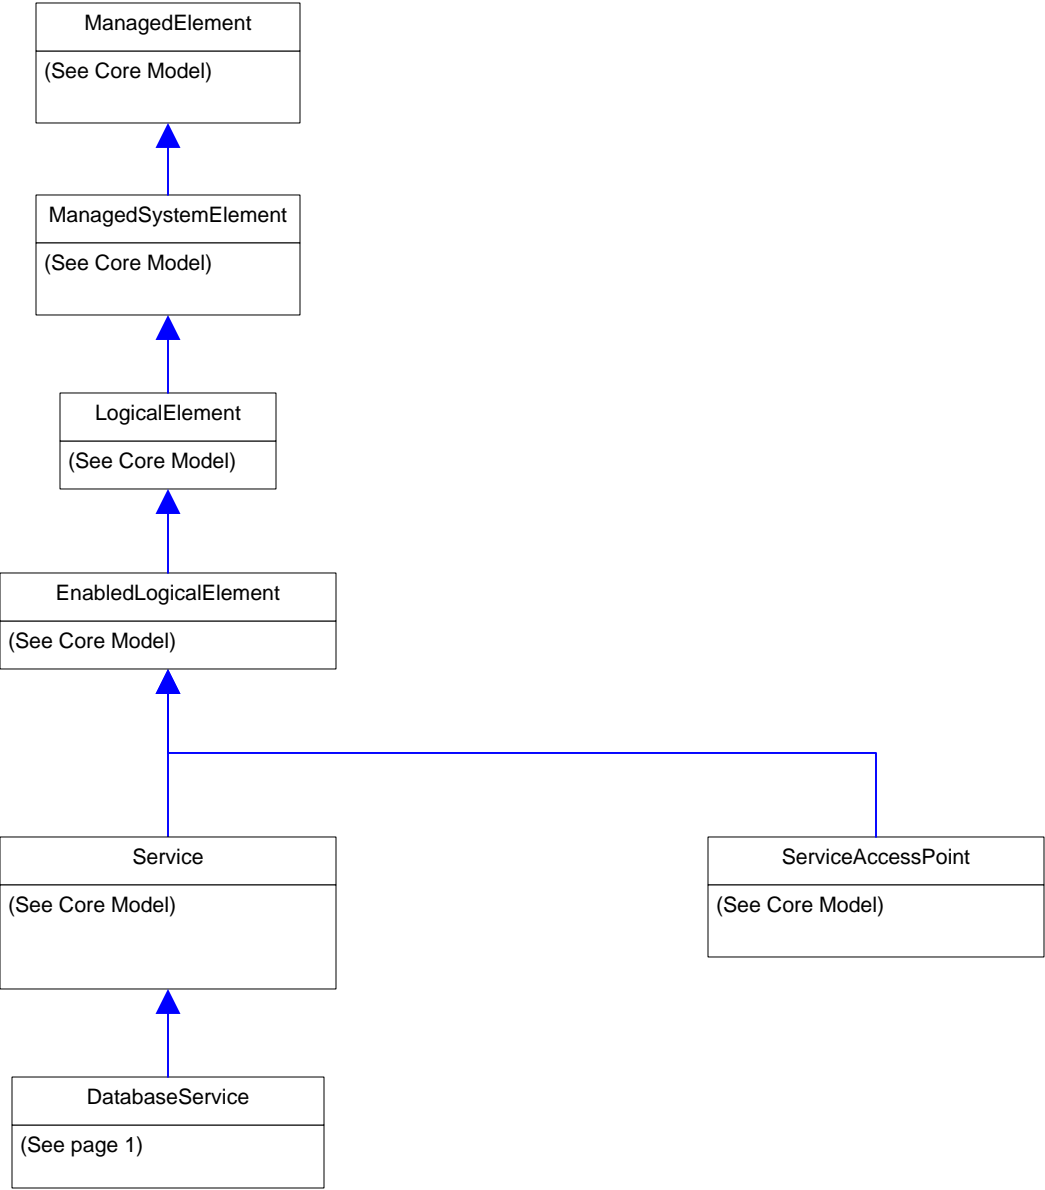 ManagedElement
(See Core Model)
ManagedSystemElement
(See Core Model)
LogicalElement
(See Core Model)
EnabledLogicalElement
(See Core Model)
Service
(See Core Model)
ServiceAccessPoint
(See Core Model)
DatabaseService
(See page 1)